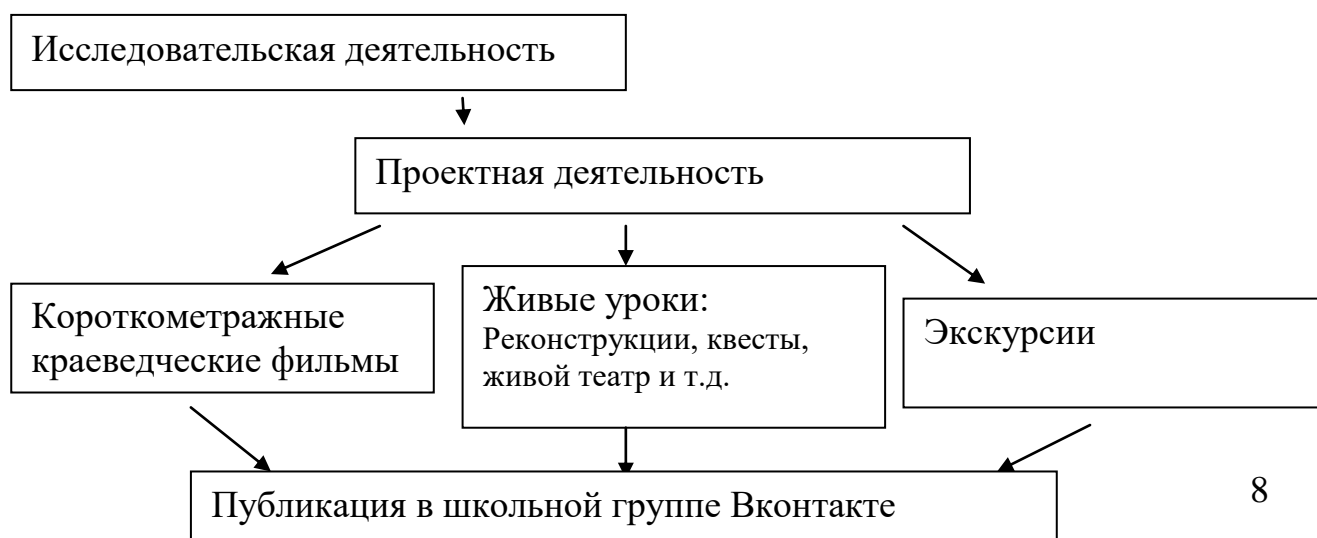 Исследовательская деятельность
Проектная деятельность
Короткометражные
краеведческие фильмы
Живые уроки:
Реконструкции, квесты,
живой театр и т.д.
Экскурсии
Публикация в школьной группе Вконтакте
8